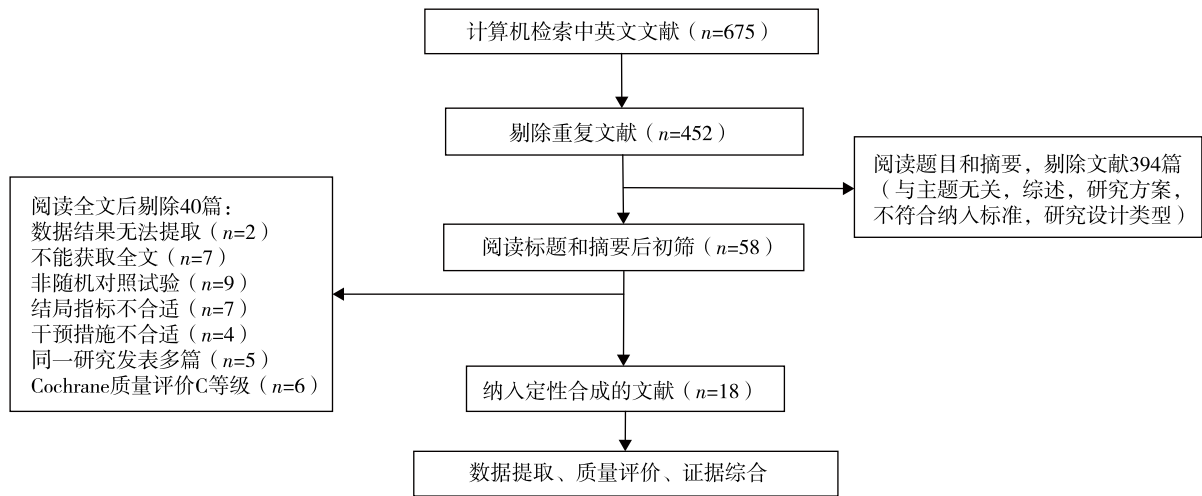 计算机检索中英文文献（n=675）
剔除重复文献（n=452）
阅读题目和摘要，剔除文献394篇
（与主题无关，综述，研究方案，
不符合纳入标准，研究设计类型）
阅读标题和摘要后初筛（n=58）
阅读全文后剔除40篇：
数据结果无法提取（n=2）
不能获取全文（n=7）
非随机对照试验（n=9）
结局指标不合适（n=7）
干预措施不合适（n=4）
同一研究发表多篇（n=5）
Cochrane质量评价C等级（n=6）
纳入定性合成的文献（n=18）
数据提取、质量评价、证据综合